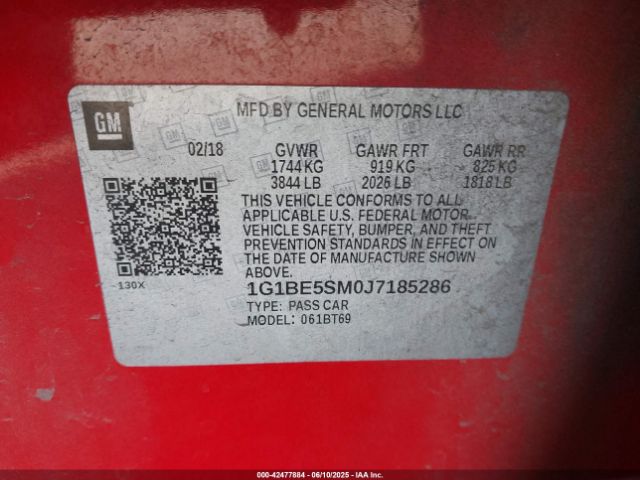 GM
MFD BY GENERAL MOTORS LLC
02/18 GVWR GAWR FRT GAWR RR
1744 KG 919 KG 825 KG
3844 LB 2026 LB 1818 LB
THIS VEHICLE CONFORMS TO ALL
APPLICABLE U.S. FEDERAL MOTOR
VEHICLE SAFETY, BUMPER, AND THEFT
PREVENTION STANDARDS IN EFFECT ON
THE DATE OF MANUFACTURE SHOWN
ABOVE.
130X
1G1BE5SM0J7185286
TYPE: PASS CAR
MODEL: 061BT69
000-42477884 - 06/10/2025 - IAA Inc.